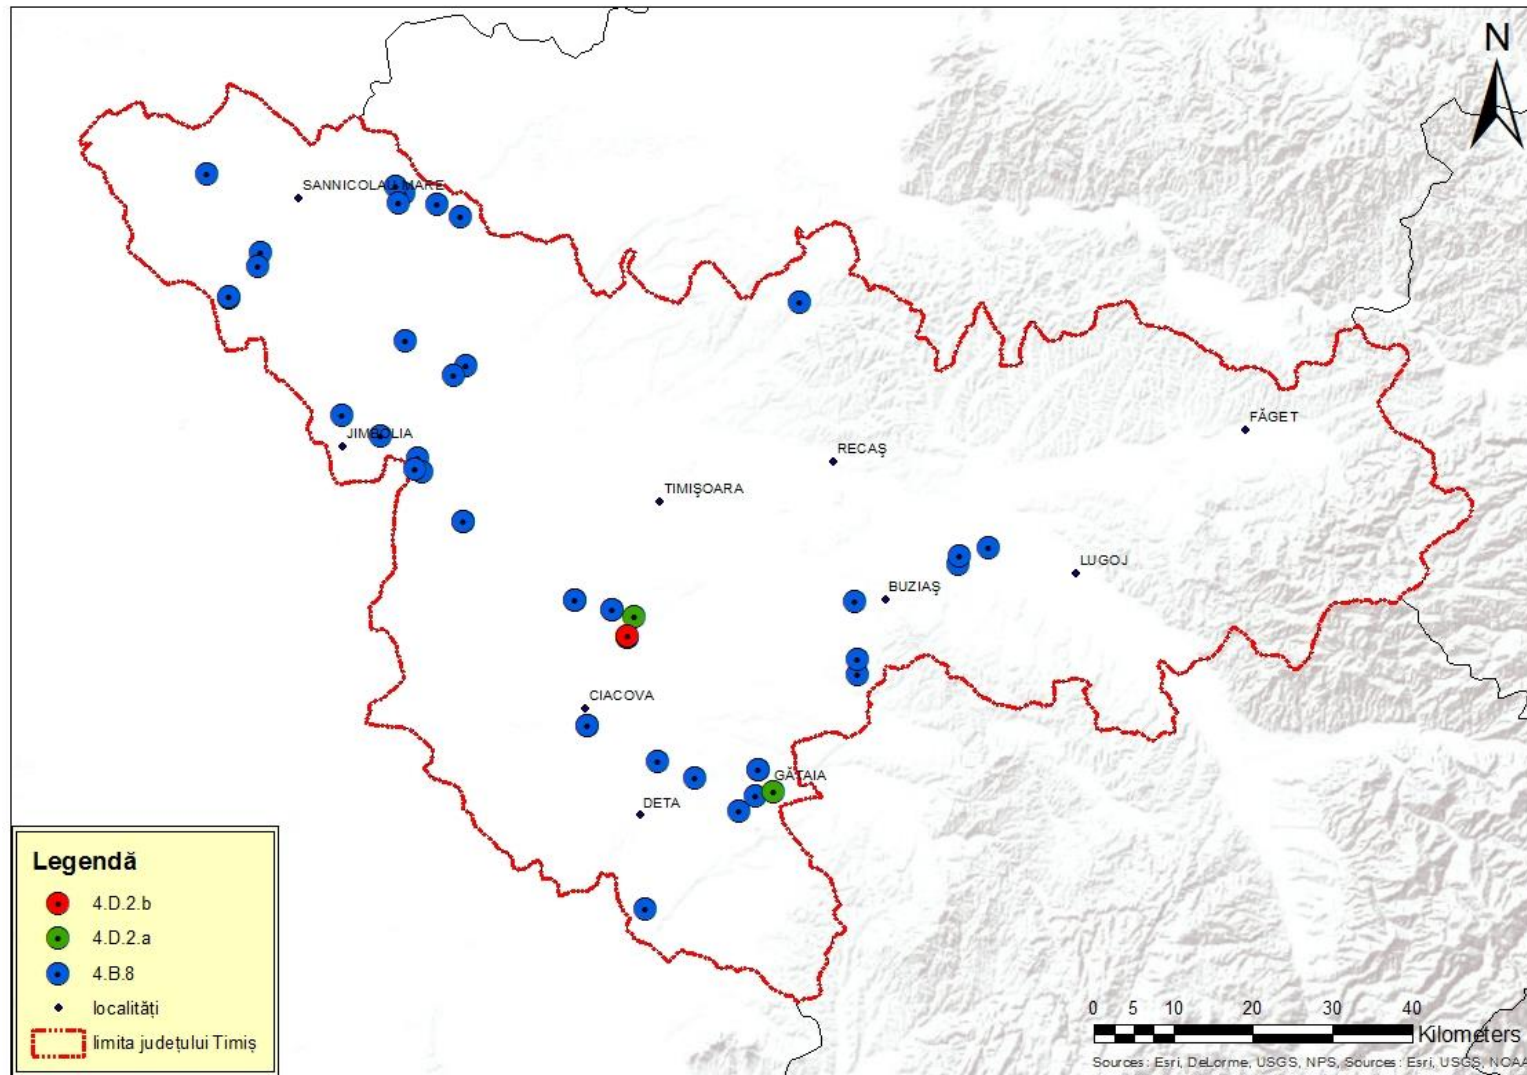 N
SANNICOLAU MARE
JIMBOLIA
RECAŞ
FĂGET
TIMIŞOARA
BUZIAŞ
LUGOJ
CIACOVA
GĂTAIA
DETA
Legendă
4.D.2.b
4.D.2.a
4.B.8
localități
limita județului Timiș
0 5 10 20 30 40
Kilometers
Sources: Esri, DeLorme, USGS, NPS, Sources: Esri, USGS, NOAA